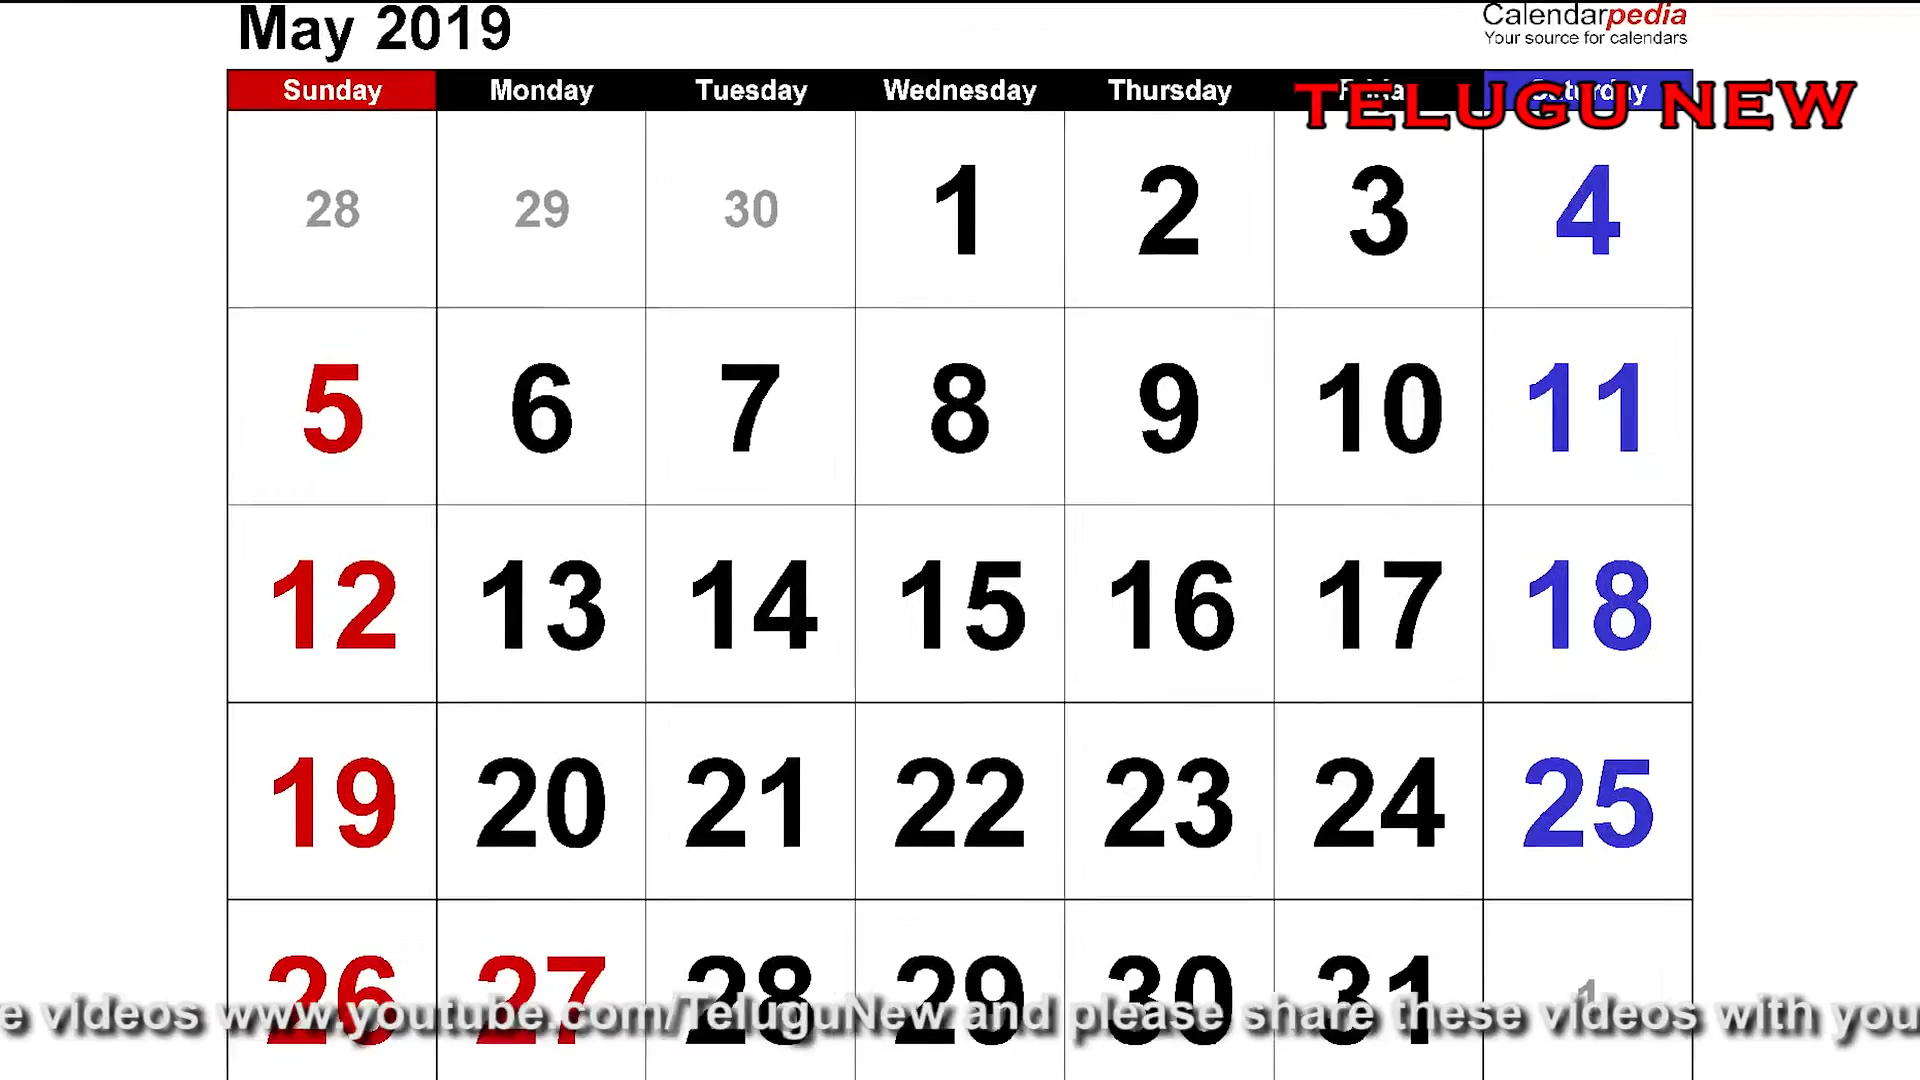 May 2019
Calendarpedia
Your source for calendars
Sunday Monday Tuesday Wednesday Thursday Friday Saturday
TELUGU NEW
28 29 30 1 2 3 4
5 6 7 8 9 10 11
12 13 14 15 16 17 18
19 20 21 22 23 24 25
26 27 28 29 30 31 1
e videos www.youtube.com/TeluguNew and please share these videos with you